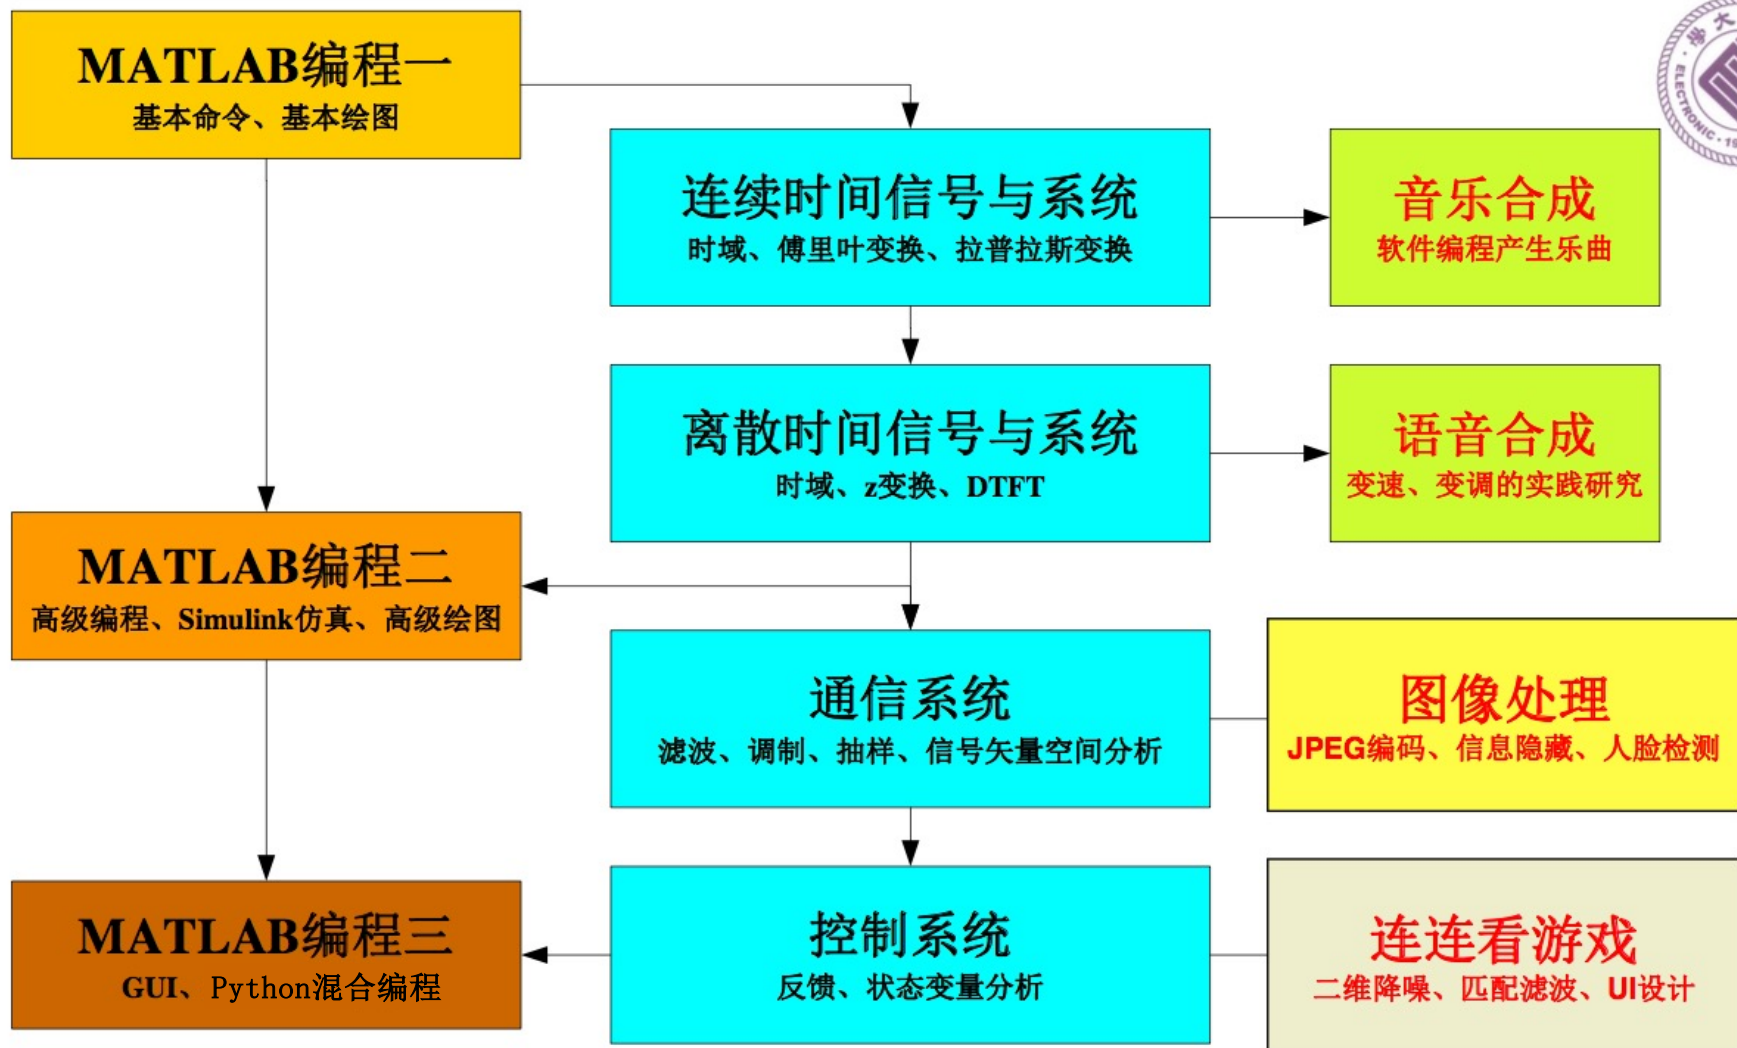 MATLAB编程一
基本命令、基本绘图
连续时间信号与系统
时域、傅里叶变换、拉普拉斯变换
音乐合成
软件编程产生乐曲
离散时间信号与系统
时域、z变换、DTFT
语音合成
变速、变调的实践研究
MATLAB编程二
高级编程、Simulink仿真、高级绘图
通信系统
滤波、调制、抽样、信号矢量空间分析
图像处理
JPEG编码、信息隐藏、人脸检测
MATLAB编程三
GUI、Python混合编程
控制系统
反馈、状态变量分析
连连看游戏
二维降噪、匹配滤波、UI设计
學大
ELECTRONIC